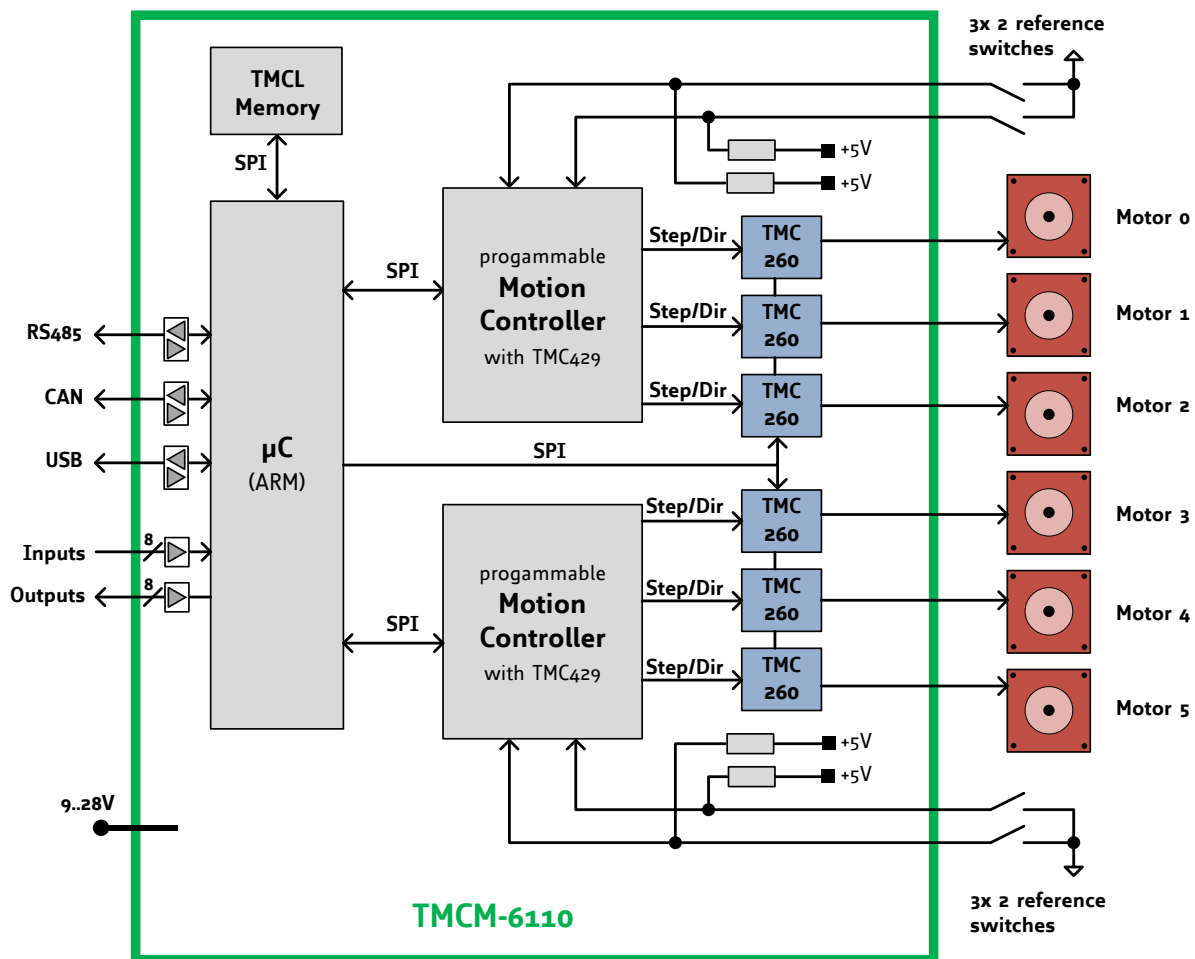 3x 2 reference
switches
TMCL
Memory
SPI
+5V
+5V
progammable
Motion
Controller
with TMC429
SPI
Step/Dir
Step/Dir
Step/Dir
TMC
260
TMC
260
TMC
260
Motor 0
Motor 1
Motor 2
RS485
CAN
USB
µC
(ARM)
SPI
Inputs
8
Outputs
8
progammable
Motion
Controller
with TMC429
SPI
Step/Dir
Step/Dir
Step/Dir
TMC
260
TMC
260
TMC
260
Motor 3
Motor 4
Motor 5
+5V
+5V
9..28V
3x 2 reference
switches
TMCM-6110